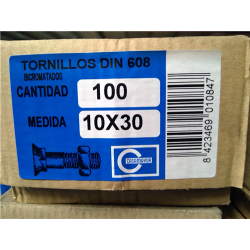 TORNILLOS DIN 608
BICROMATADOS
CANTIDAD 100
MEDIDA 10X30
8 423469 010847